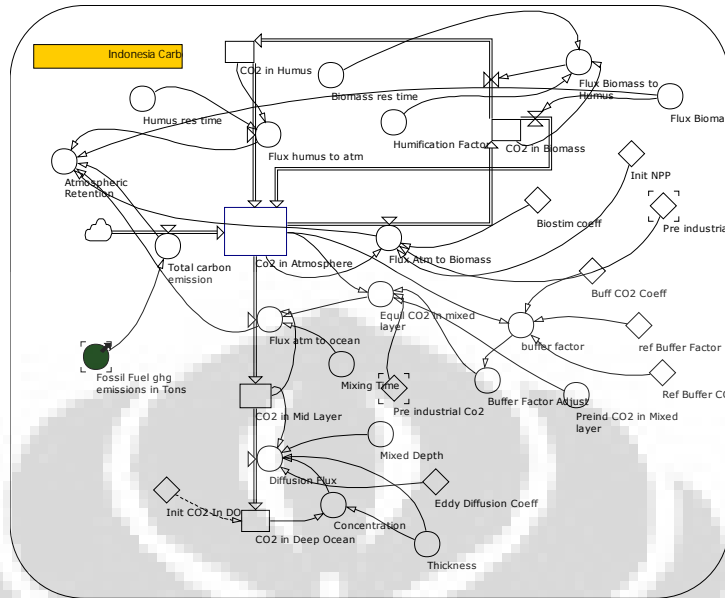 Indonesia Carb
CO2 in Humus
Biomass res time
Flux Biomass to
Humus
Flux Bioma
Humus res time
Humification Factor
CO2 in Biomass
Flux humus to atm
Init NPP
Atmospheric
Retention
Pre industria
Biostim coeff
Co2 in Atmosphere
Flux Atm to Biomass
Total carbon
emission
Buff CO2 Coeff
Equil CO2 in mixed
layer
Flux atm to ocean
buffer factor
ref Buffer Factor
Fossil Fuel ghg
emissions in Tons
Mixing Time
Pre industrial Co2
Buffer Factor Adjust
Ref Buffer CO
CO2 in Mid Layer
Preind CO2 in Mixed
layer
Mixed Depth
Diffusion Flux
Eddy Diffusion Coeff
Init CO2 In DO
Concentration
CO2 in Deep Ocean
Thickness